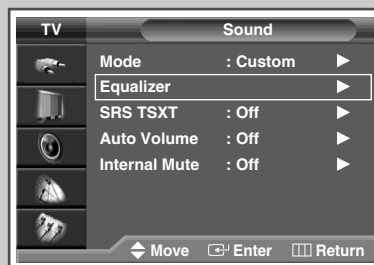 TV Sound
Mode : Custom
Equalizer
SRS TSXT : Off
Auto Volume : Off
Internal Mute : Off
Move Enter Return